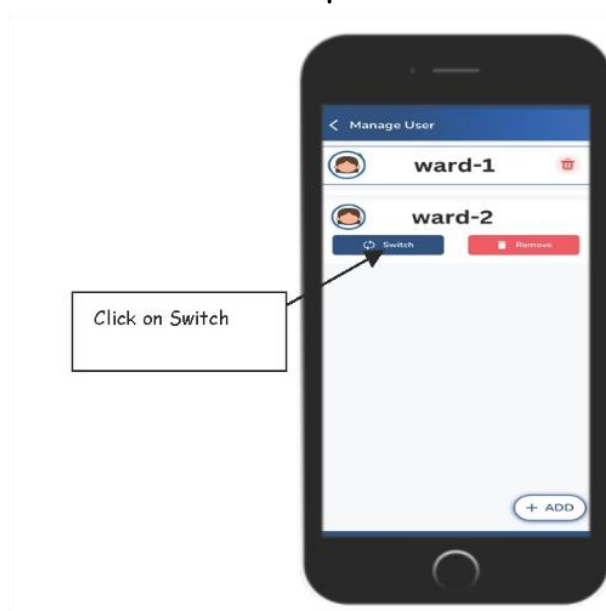 Manage User
ward-1
ward-2
Switch
Remove
Click on Switch
+ ADD